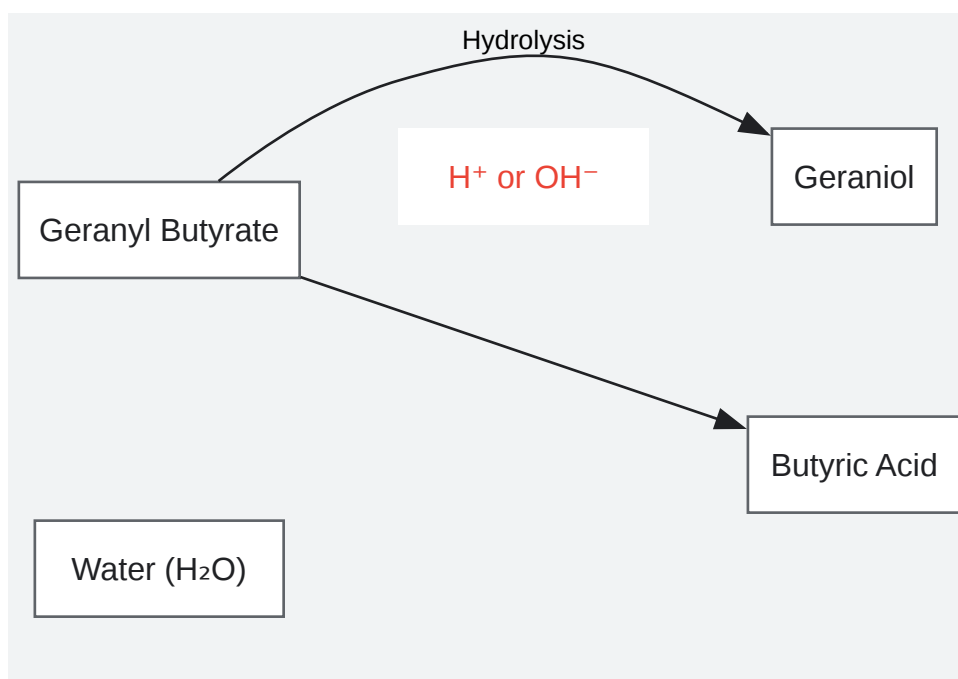 Hydrolysis
H⁺ or OH⁻
Geraniol
Geranyl Butyrate
Butyric Acid
Water (H₂O)